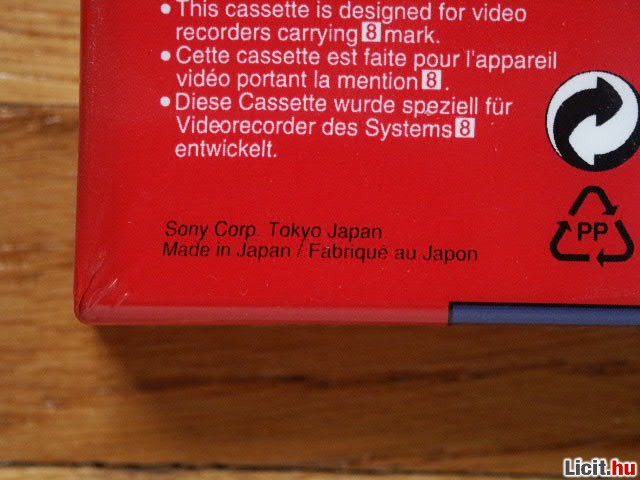 • This cassette is designed for video
recorders carrying 8 mark.
• Cette cassette est faite pour l'appareil
vidéo portant la mention 8.
• Diese Cassette wurde speziell für
Videorecorder des Systems 8
entwickelt.
PP
Sony Corp. Tokyo Japan
Made in Japan / Fabriqué au Japon
Licit.hu